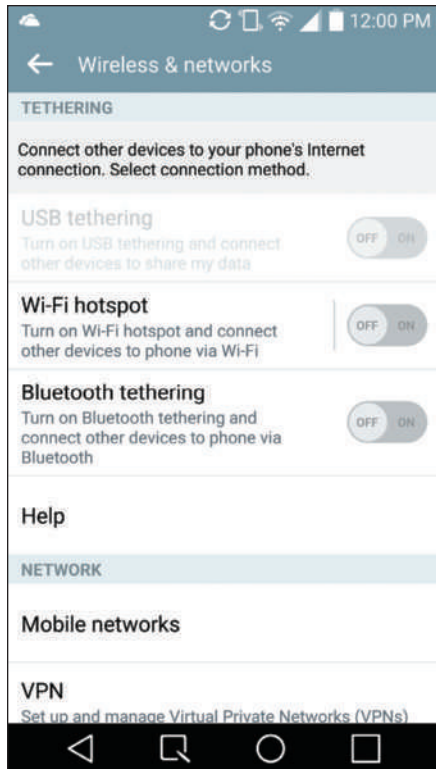 12:00 PM
Wireless & networks
TETHERING
Connect other devices to your phone's Internet
connection. Select connection method.
USB tethering
Turn on USB tethering and connect
other devices to share my data
OFF ON
Wi-Fi hotspot
Turn on Wi-Fi hotspot and connect
other devices to phone via Wi-Fi
OFF ON
Bluetooth tethering
Turn on Bluetooth tethering and
connect other devices to phone via
Bluetooth
OFF ON
Help
NETWORK
Mobile networks
VPN
Set up and manage Virtual Private Networks (VPNs)